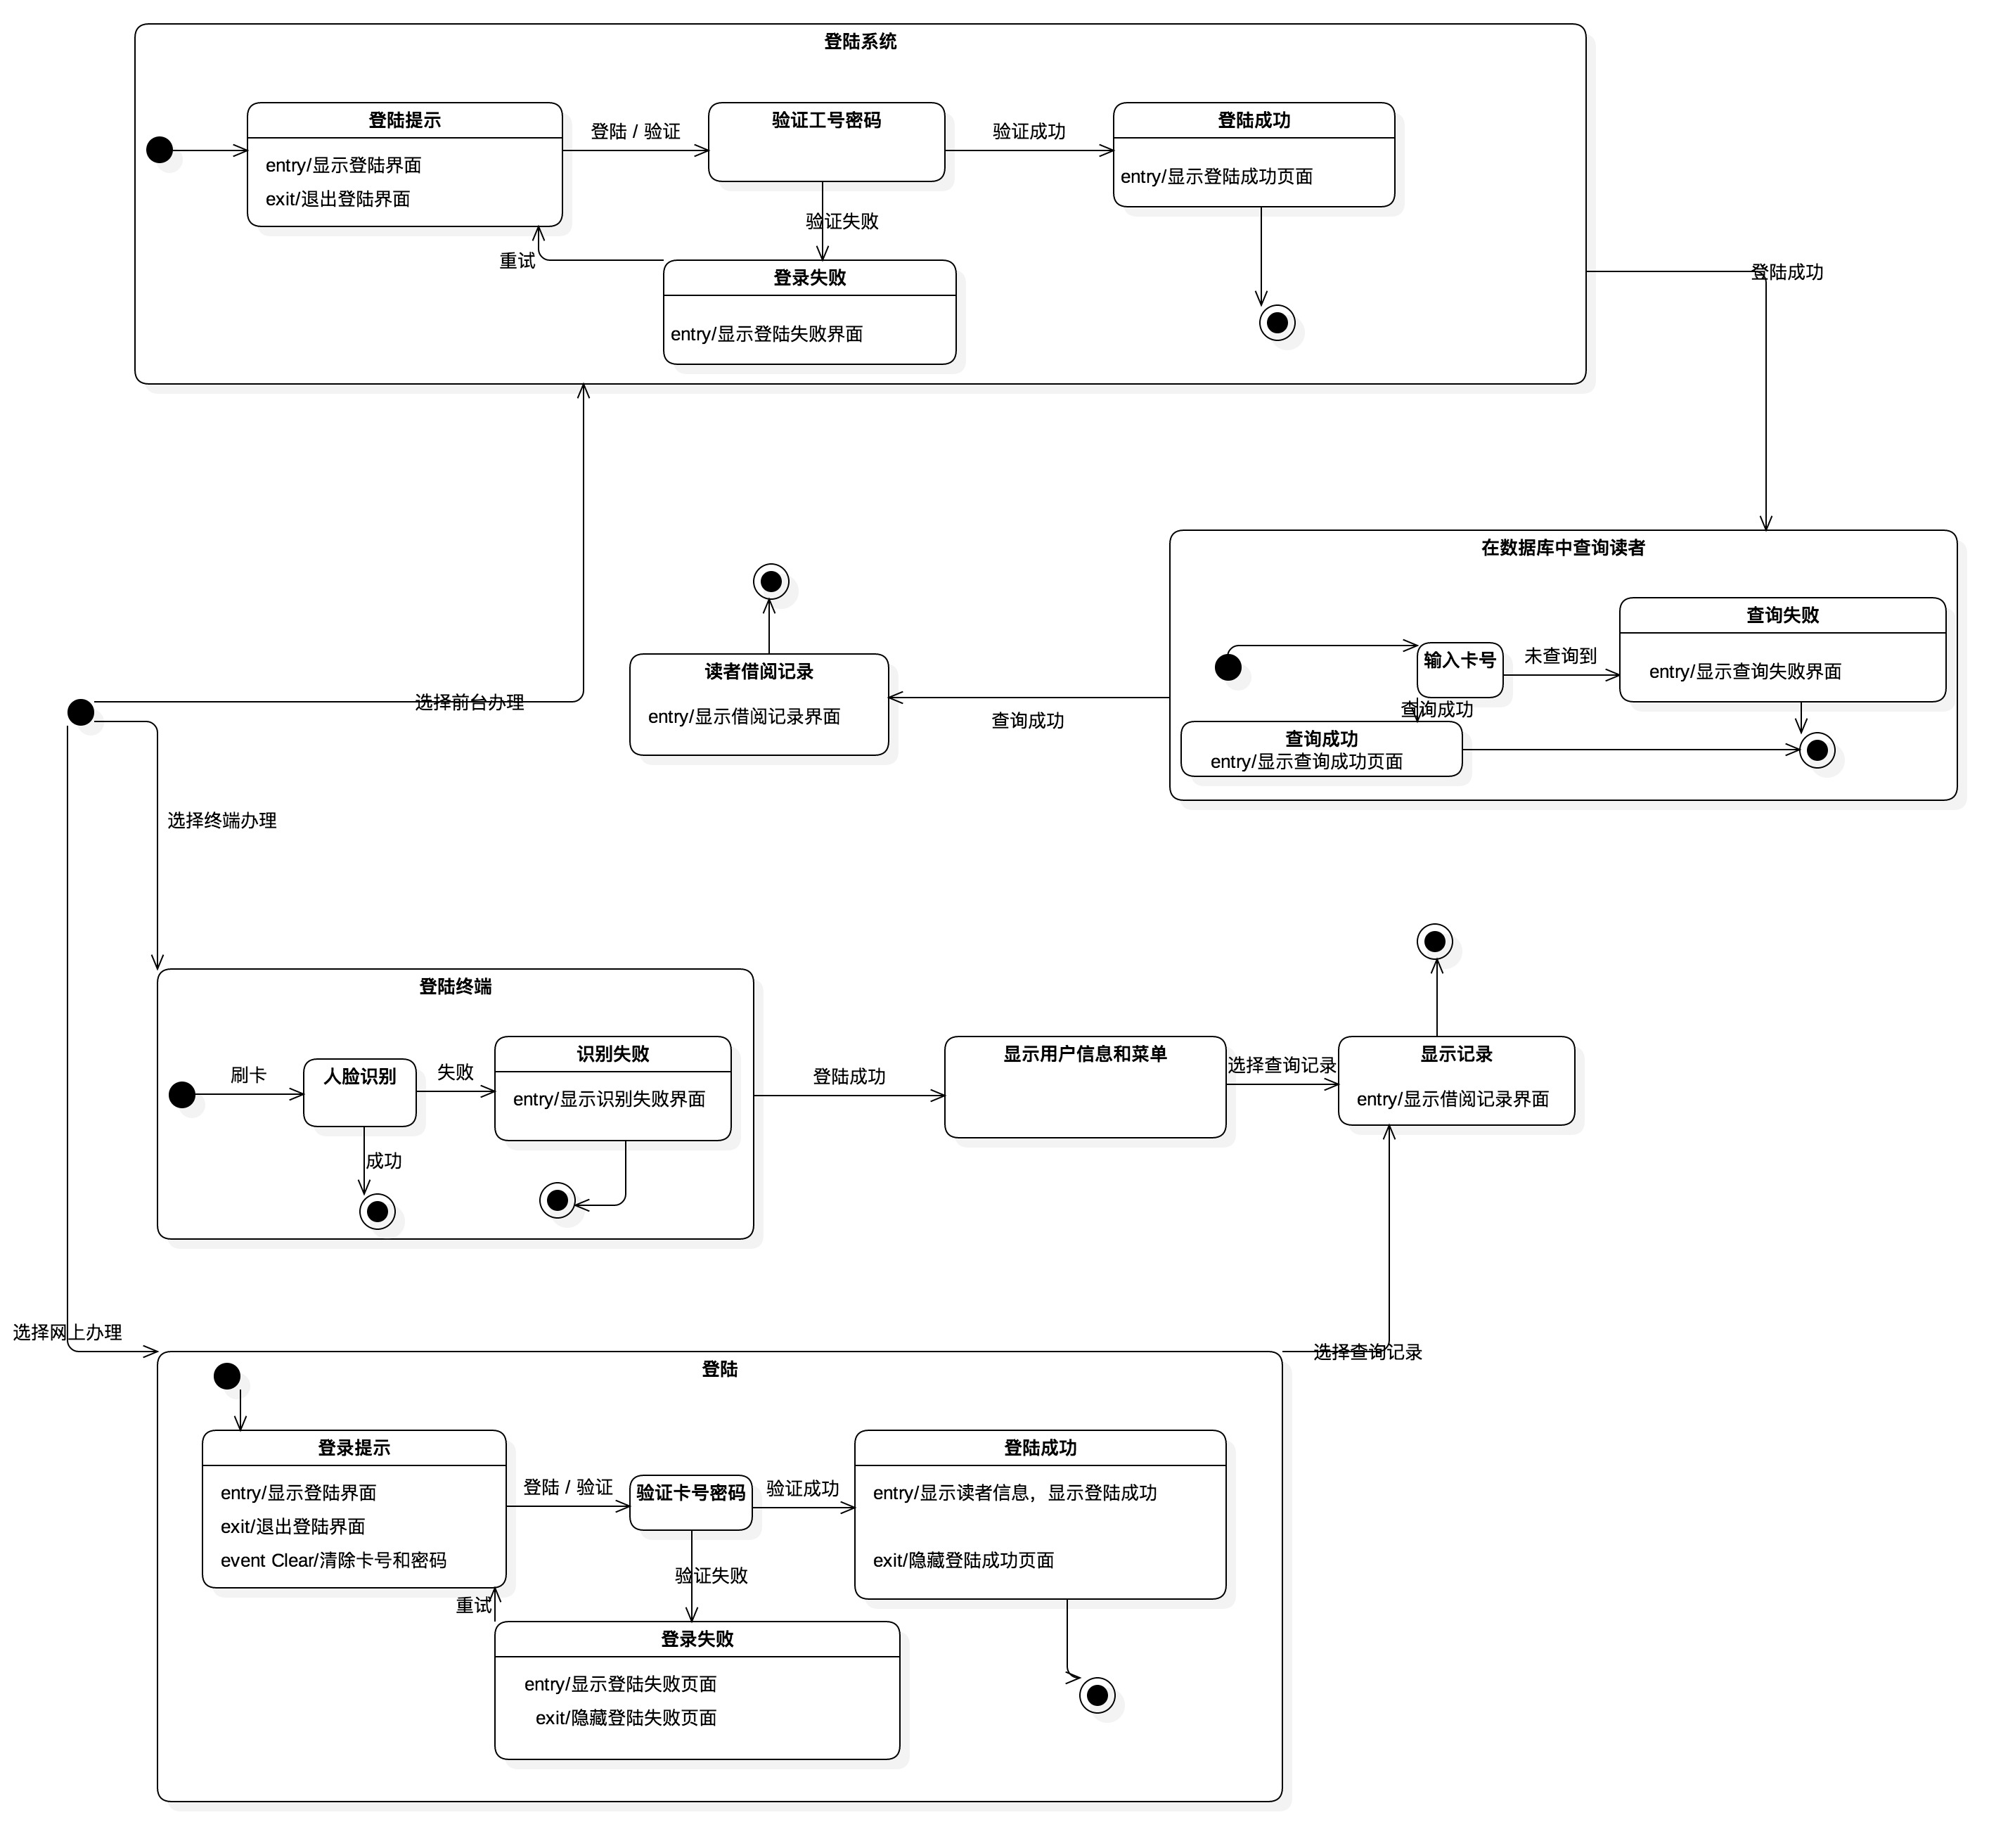 登陆系统
登陆提示
entry/显示登陆界面
exit/退出登陆界面
登陆 / 验证
验证工号密码
验证成功
登陆成功
entry/显示登陆成功页面
验证失败
重试
登录失败
entry/显示登陆失败界面
登陆成功
在数据库中查询读者
查询失败
entry/显示查询失败界面
输入卡号
未查询到
查询成功
查询成功
entry/显示查询成功页面
读者借阅记录
entry/显示借阅记录界面
查询成功
选择前台办理
选择终端办理
登陆终端
刷卡
人脸识别
失败
识别失败
entry/显示识别失败界面
成功
登陆成功
显示用户信息和菜单
选择查询记录
显示记录
entry/显示借阅记录界面
选择网上办理
选择查询记录
登陆
登录提示
entry/显示登陆界面
exit/退出登陆界面
event Clear/清除卡号和密码
登陆 / 验证
验证卡号密码
验证成功
登陆成功
entry/显示读者信息，显示登陆成功
exit/隐藏登陆成功页面
验证失败
重试
登录失败
entry/显示登陆失败页面
exit/隐藏登陆失败页面